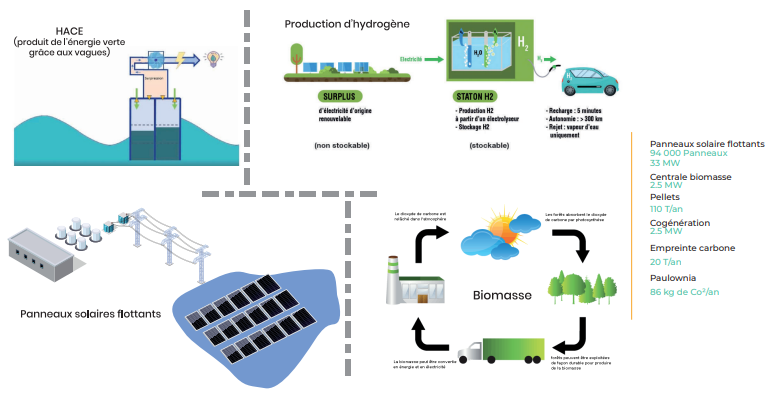 HACE
(produit de l'énergie verte
grâce aux vagues)
Production d'hydrogène
Electricité
H₂O
H₂
H₂
SURPLUS
d'électricité d'origine
renouvelable
(non stockable)
STATON H2
- Production H2
à partir d'un électrolyueur
- Stockage H2
(stockable)
- Recharge : 5 minutes
- Autonomie : > 300 km
- Rejet : vapeur d'eau
uniquement
Panneaux solaires flottants
Le dioxyde de carbone est
relâché dans l'atmosphère
Les forêts absorbent le dioxyde
de carbone par photosynthèse
Biomasse
La biomasse peut être convertie
en énergie et en électricité
forêts peuvent être exploitées
de façon durable pour produire
de la biomasse
Panneaux solaire flottants
94 000 Panneaux
33 MW
Centrale biomasse
2.5 MW
Pellets
110 T/an
Cogénération
2.5 MW
Empreinte carbone
20 T/an
Paulownia
86 kg de Co²/an